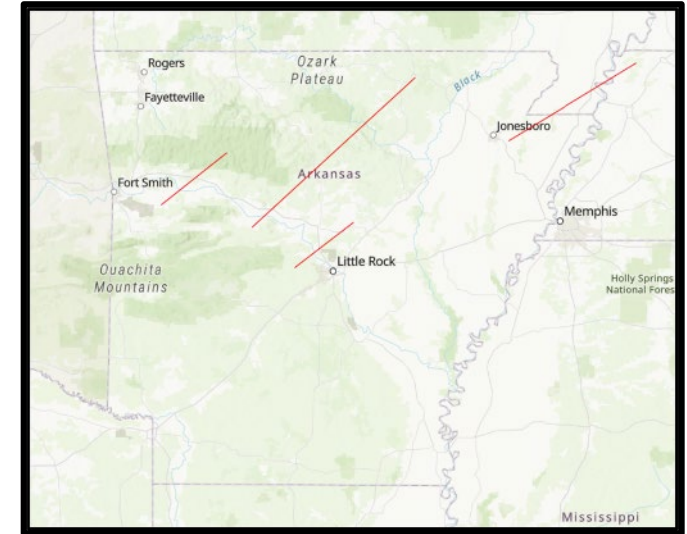 Rogers
Ozark
Plateau
Black
Fayetteville
Jonesboro
Arkansas
Fort Smith
Memphis
Little Rock
Ouachita
Mountains
Holly Springs
National Fores
Mississippi